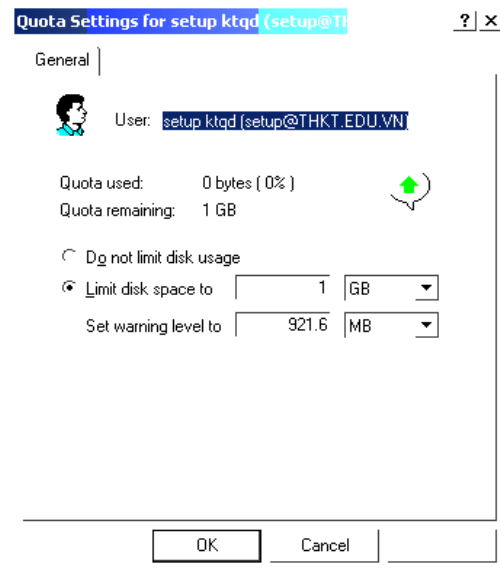 Quota Settings for setup ktqd (setup@TH
? ×
General
User: setup ktqd (setup@THKT.EDU.VN)
Quota used: 0 bytes ( 0% )
Quota remaining: 1 GB
Do not limit disk usage
Limit disk space to 1 GB
Set warning level to 921.6 MB
OK Cancel